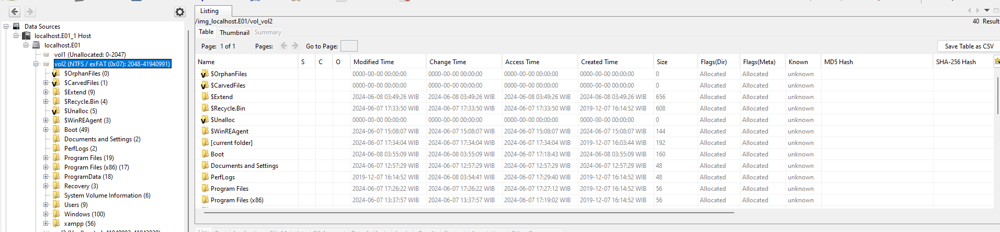 Listing
/img_localhost.E01/vol_vol2
40 Results
Table Thumbnail Summary
Page: 1 of 1 Pages: Go to Page:
Save Table as CSV
Data Sources
localhost.E01_1 Host
localhost.E01
vol1 (Unallocated: 0-2047)
vol2 (NTFS / exFAT (0x07): 2048-41940991)
$OrphanFiles (0)
$CarvedFiles (1)
$Extend (9)
$Recycle.Bin (4)
$Unalloc (5)
$WinREAgent (3)
Boot (49)
Documents and Settings (2)
PerfLogs (2)
Program Files (19)
Program Files (x86) (17)
ProgramData (18)
Recovery (3)
System Volume Information (6)
Users (9)
Windows (100)
xampp (56)
Name S C O Modified Time Change Time Access Time Created Time Size Flags(Dir) Flags(Meta) Known MD5 Hash SHA-256 Hash
$OrphanFiles 0000-00-00 00:00:00 0000-00-00 00:00:00 0000-00-00 00:00:00 0000-00-00 00:00:00 0 Allocated Allocated unknown
$CarvedFiles 0000-00-00 00:00:00 0000-00-00 00:00:00 0000-00-00 00:00:00 0000-00-00 00:00:00 0 Allocated Allocated unknown
$Extend 2024-06-08 03:49:26 WIB 2024-06-08 03:49:26 WIB 2024-06-08 03:49:26 WIB 2024-06-08 03:49:26 WIB 656 Allocated Allocated unknown
$Recycle.Bin 2024-06-07 17:33:50 WIB 2024-06-07 17:33:50 WIB 2024-06-07 17:33:50 WIB 2019-12-07 16:14:52 WIB 608 Allocated Allocated unknown
$Unalloc 0000-00-00 00:00:00 0000-00-00 00:00:00 0000-00-00 00:00:00 0000-00-00 00:00:00 0 Allocated Allocated unknown
$WinREAgent 2024-06-07 15:08:07 WIB 2024-06-07 15:08:07 WIB 2024-06-07 15:08:07 WIB 2024-06-07 15:08:07 WIB 144 Allocated Allocated unknown
[current folder] 2024-06-07 17:34:04 WIB 2024-06-07 17:34:04 WIB 2024-06-07 17:34:04 WIB 2019-12-07 16:03:44 WIB 192 Allocated Allocated unknown
Boot 2024-06-08 03:55:09 WIB 2024-06-08 03:55:09 WIB 2024-06-07 17:18:43 WIB 2024-06-08 03:55:09 WIB 160 Allocated Allocated unknown
Documents and Settings 2024-06-07 12:57:29 WIB 2024-06-07 12:57:29 WIB 2024-06-07 12:57:29 WIB 2024-06-07 12:57:29 WIB 48 Allocated Allocated unknown
PerfLogs 2019-12-07 16:14:52 WIB 2024-06-08 03:54:41 WIB 2024-06-07 17:29:40 WIB 2019-12-07 16:14:52 WIB 48 Allocated Allocated unknown
Program Files 2024-06-07 17:26:22 WIB 2024-06-07 17:26:22 WIB 2024-06-07 17:27:12 WIB 2019-12-07 16:14:52 WIB 56 Allocated Allocated unknown
Program Files (x86) 2024-06-07 13:37:57 WIB 2024-06-07 13:37:57 WIB 2024-06-07 17:19:02 WIB 2019-12-07 16:14:52 WIB 56 Allocated Allocated unknown